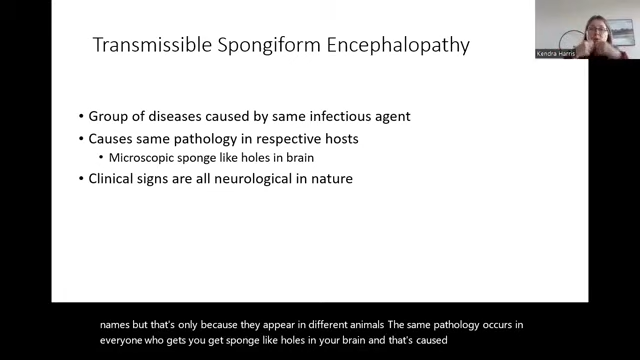 Transmissible Spongiform Encephalopathy
Kendra Harris
• Group of diseases caused by same infectious agent
• Causes same pathology in respective hosts
• Microscopic sponge like holes in brain
• Clinical signs are all neurological in nature
names but that's only because they appear in different animals. The same pathology occurs in
everyone who gets you get sponge like holes in your brain and that's caused